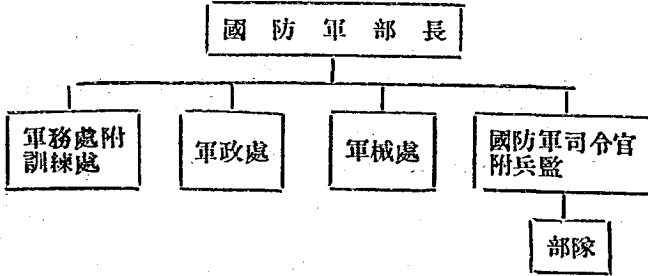 國防軍部長
軍務處附
訓練處
軍政處
軍械處
國防軍司令官
附兵監
部隊